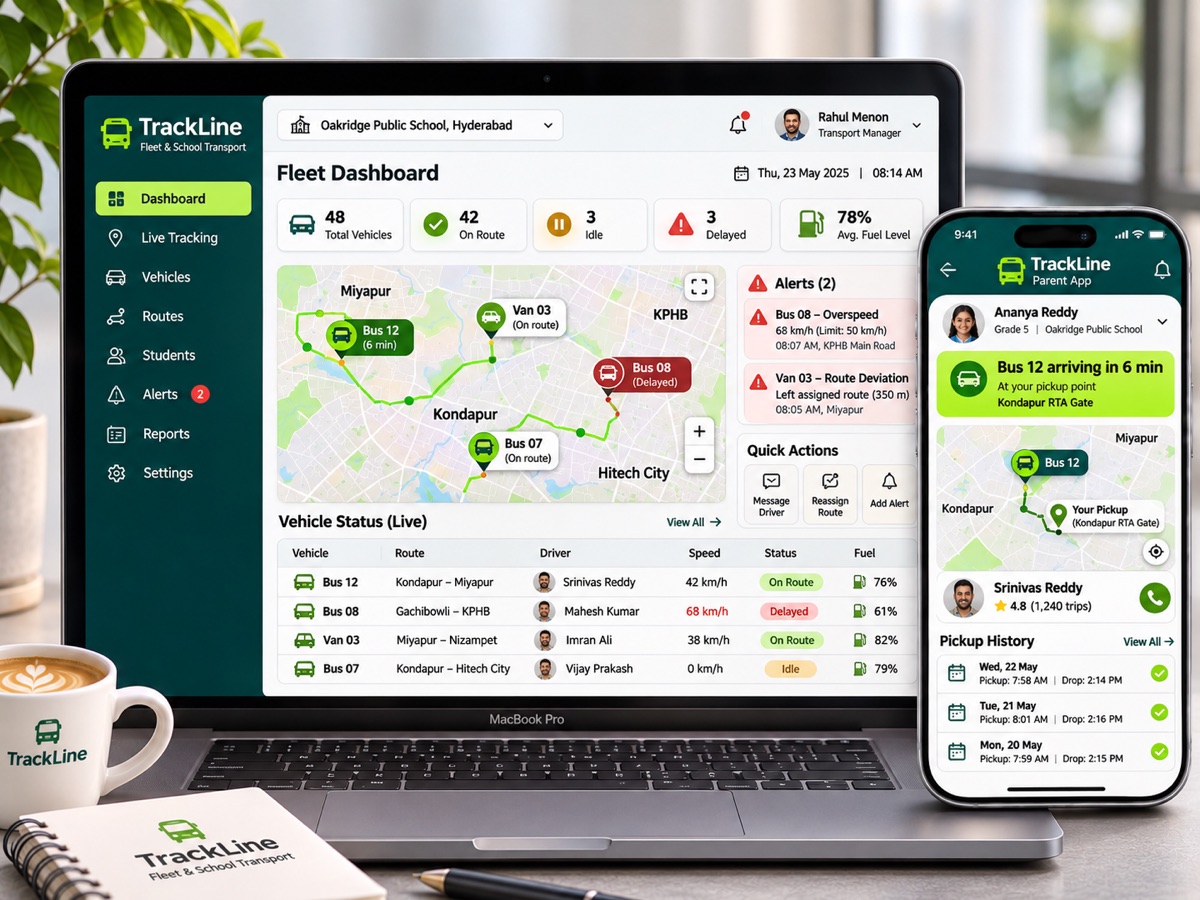 TrackLine
Fleet & School Transport
Dashboard
Live Tracking
Vehicles
Routes
Students
Alerts 2
Reports
Settings
Oakridge Public School, Hyderabad
Rahul Menon
Transport Manager
Fleet Dashboard
Thu, 23 May 2025 | 08:14 AM
48
Total Vehicles
42
On Route
3
Idle
3
Delayed
78%
Avg. Fuel Level
Miyapur
Bus 12
(6 min)
Van 03
(On route)
KPHB
Bus 08
(Delayed)
Kondapur
Bus 07
(On route)
Hitech City
+
−
Alerts (2)
Bus 08 – Overspeed
68 km/h (Limit: 50 km/h)
08:07 AM, KPHB Main Road
Van 03 – Route Deviation
Left assigned route (350 m)
08:05 AM, Miyapur
Quick Actions
Message
Driver
Reassign
Route
Add Alert
Vehicle Status (Live)
View All →
Vehicle Route Driver Speed Status Fuel
Bus 12 Kondapur – Miyapur Srinivas Reddy 42 km/h On Route 76%
Bus 08 Gachibowli – KPHB Mahesh Kumar 68 km/h Delayed 61%
Van 03 Miyapur – Nizampet Imran Ali 38 km/h On Route 82%
Bus 07 Kondapur – Hitech City Vijay Prakash 0 km/h Idle 79%
MacBook Pro
9:41
TrackLine
Parent App
Ananya Reddy
Grade 5 | Oakridge Public School
Bus 12 arriving in 6 min
At your pickup point
Kondapur RTA Gate
Miyapur
Bus 12
Kondapur
Your Pickup
(Kondapur RTA Gate)
Srinivas Reddy
4.8 (1,240 trips)
Pickup History
View All →
Wed, 22 May
Pickup: 7:58 AM | Drop: 2:14 PM
Tue, 21 May
Pickup: 8:01 AM | Drop: 2:16 PM
Mon, 20 May
Pickup: 7:59 AM | Drop: 2:15 PM
TrackLine
TrackLine
Fleet & School Transport